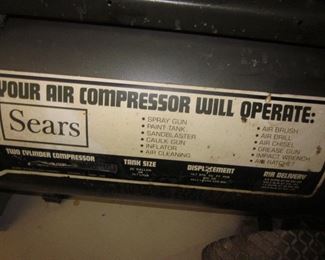 YOUR AIR COMPRESSOR WILL OPERATE:
Sears
• SPRAY GUN
• PAINT TANK
• SANDBLASTER
• CAULK GUN
• INFLATOR
• AIR CLEANING
• AIR BRUSH
• AIR DRILL
• AIR CHISEL
• GREASE GUN
• IMPACT WRENCH
• AIR RATCHET
TWO CYLINDER COMPRESSOR
TANK SIZE
DISPLACEMENT
AIR DELIVERY